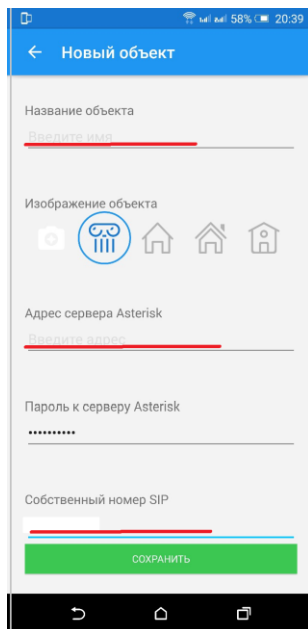 58% 20:39
Новый объект
Название объекта
Введите имя
Изображение объекта
Адрес сервера Asterisk
Введите адрес
Пароль к серверу Asterisk
••••••••••
Собственный номер SIP
СОХРАНИТЬ